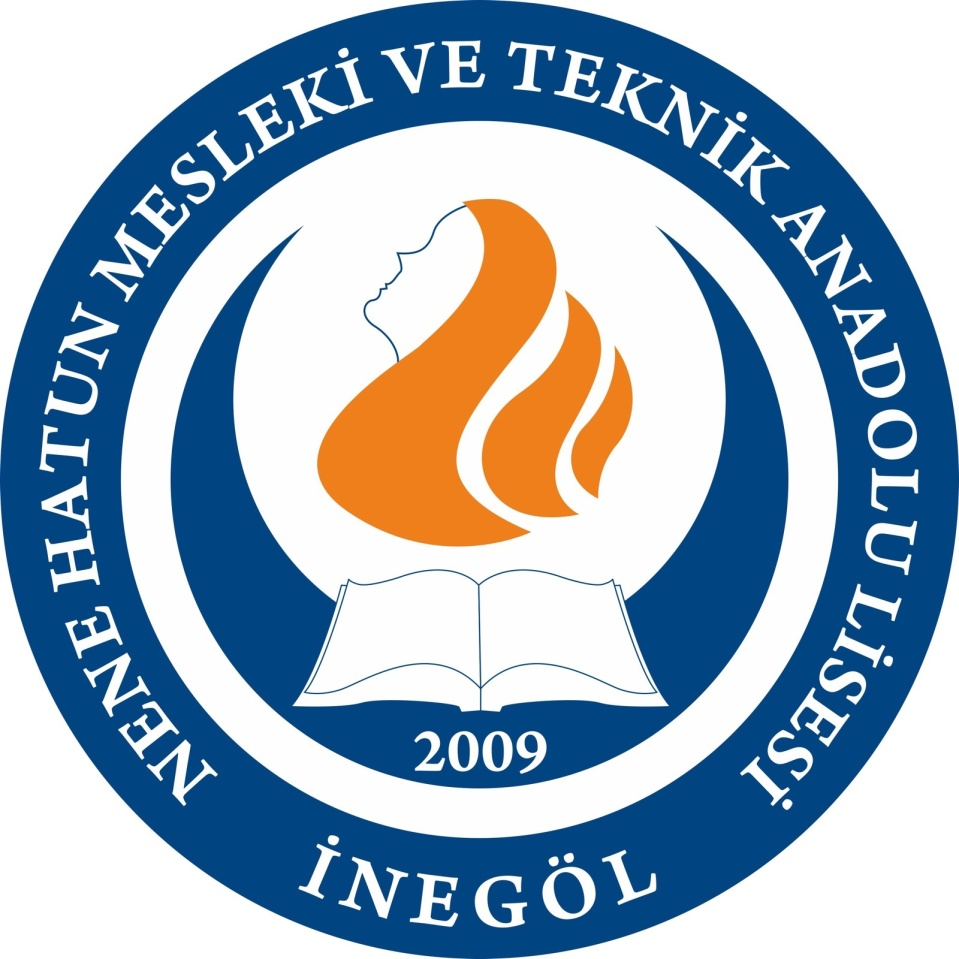 NENE HATUN MESLEKİ VE TEKNİK ANADOLU LİSESİ
2009
İNEGÖL